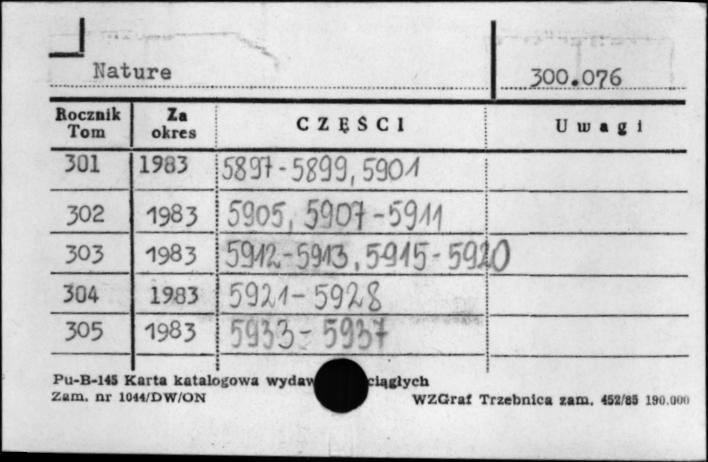 Nature 300.076
Rocznik Tom Za okres CZĘŚCI Uwagi
301 1983 5897-5899, 5901
302 1983 5905, 5907-5911
303 1983 5912-5913, 5915-5920
304 1983 5921-5928
305 1983 5933-5937
Pu-B-145 Karta katalogowa wydaw ciągłych
Zam. nr 1044/DW/ON WZGraf Trzebnica zam. 452/85 190.000